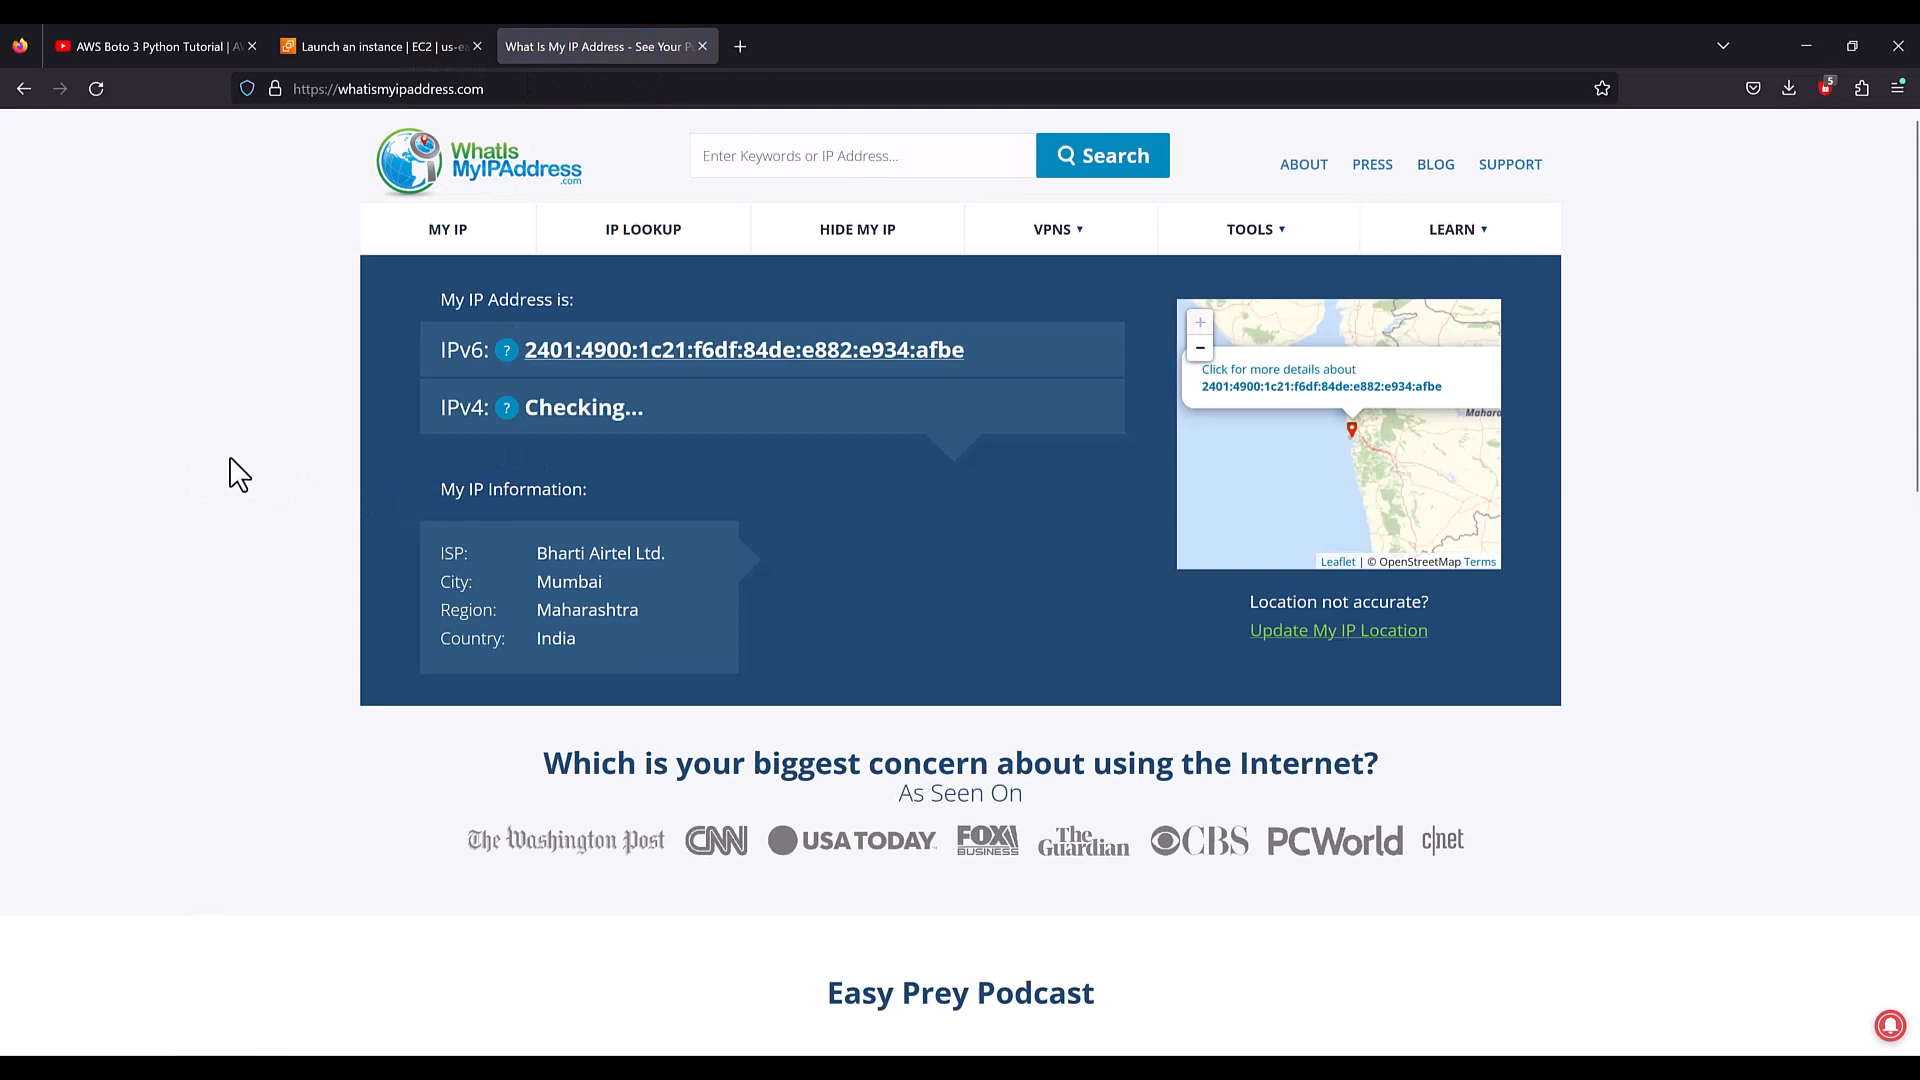 AWS Boto 3 Python Tutorial | A
Launch an instance | EC2 | us-ea
What Is My IP Address - See Your P
https://whatismyipaddress.com
5
WhatIs
MyIPAddress
.com
Enter Keywords or IP Address...
Search
ABOUT
PRESS
BLOG
SUPPORT
MY IP
IP LOOKUP
HIDE MY IP
VPNS
TOOLS
LEARN
My IP Address is:
IPv6: ? 2401:4900:1c21:f6df:84de:e882:e934:afbe
IPv4: ? Checking...
+
-
Click for more details about
2401:4900:1c21:f6df:84de:e882:e934:afbe
Mahara
Leaflet | © OpenStreetMap Terms
My IP Information:
ISP: Bharti Airtel Ltd.
City: Mumbai
Region: Maharashtra
Country: India
Location not accurate?
Update My IP Location
Which is your biggest concern about using the Internet?
As Seen On
The Washington Post
CNN
USA TODAY
FOX
BUSINESS
The
Guardian
CBS
PCWorld
c|net
Easy Prey Podcast